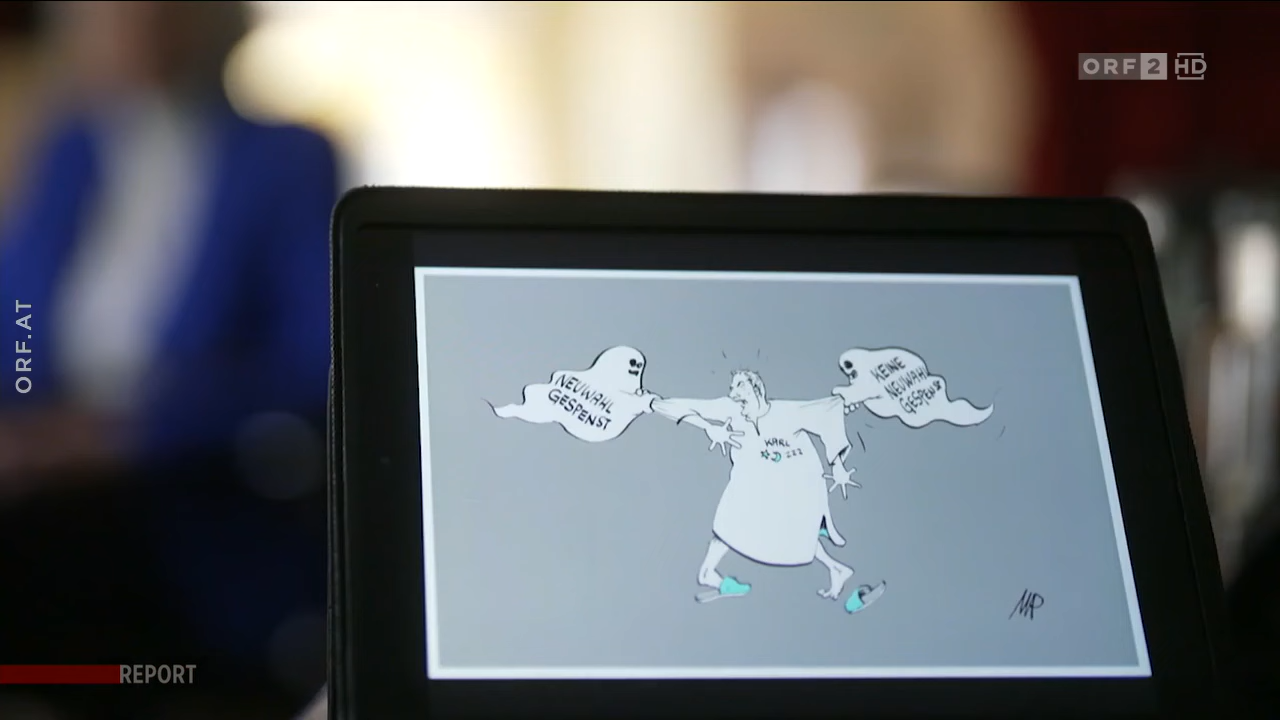 ORF 2 HD
ORF.AT
NEUWAHL
GESPENST
KEINE
NEUWAHL
GESPENST
KARL
REPORT